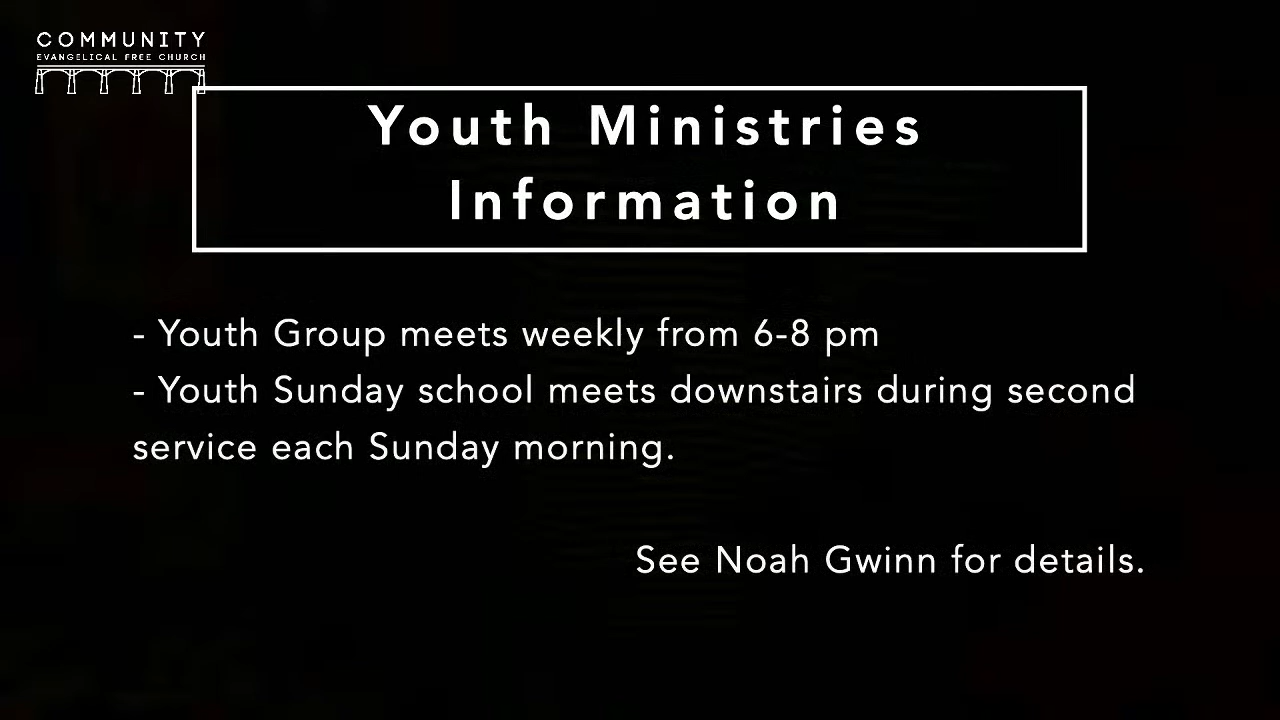 COMMUNITY
EVANGELICAL FREE CHURCH
Youth Ministries
Information
- Youth Group meets weekly from 6-8 pm
- Youth Sunday school meets downstairs during second
service each Sunday morning.
See Noah Gwinn for details.